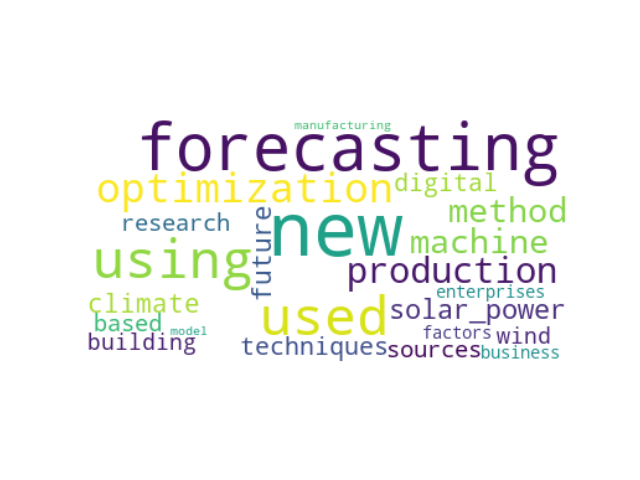 manufacturing
forecasting
optimization digital
research future new method
using machine
production
climate used enterprises
based model solar_power
building techniques factors wind
sources business